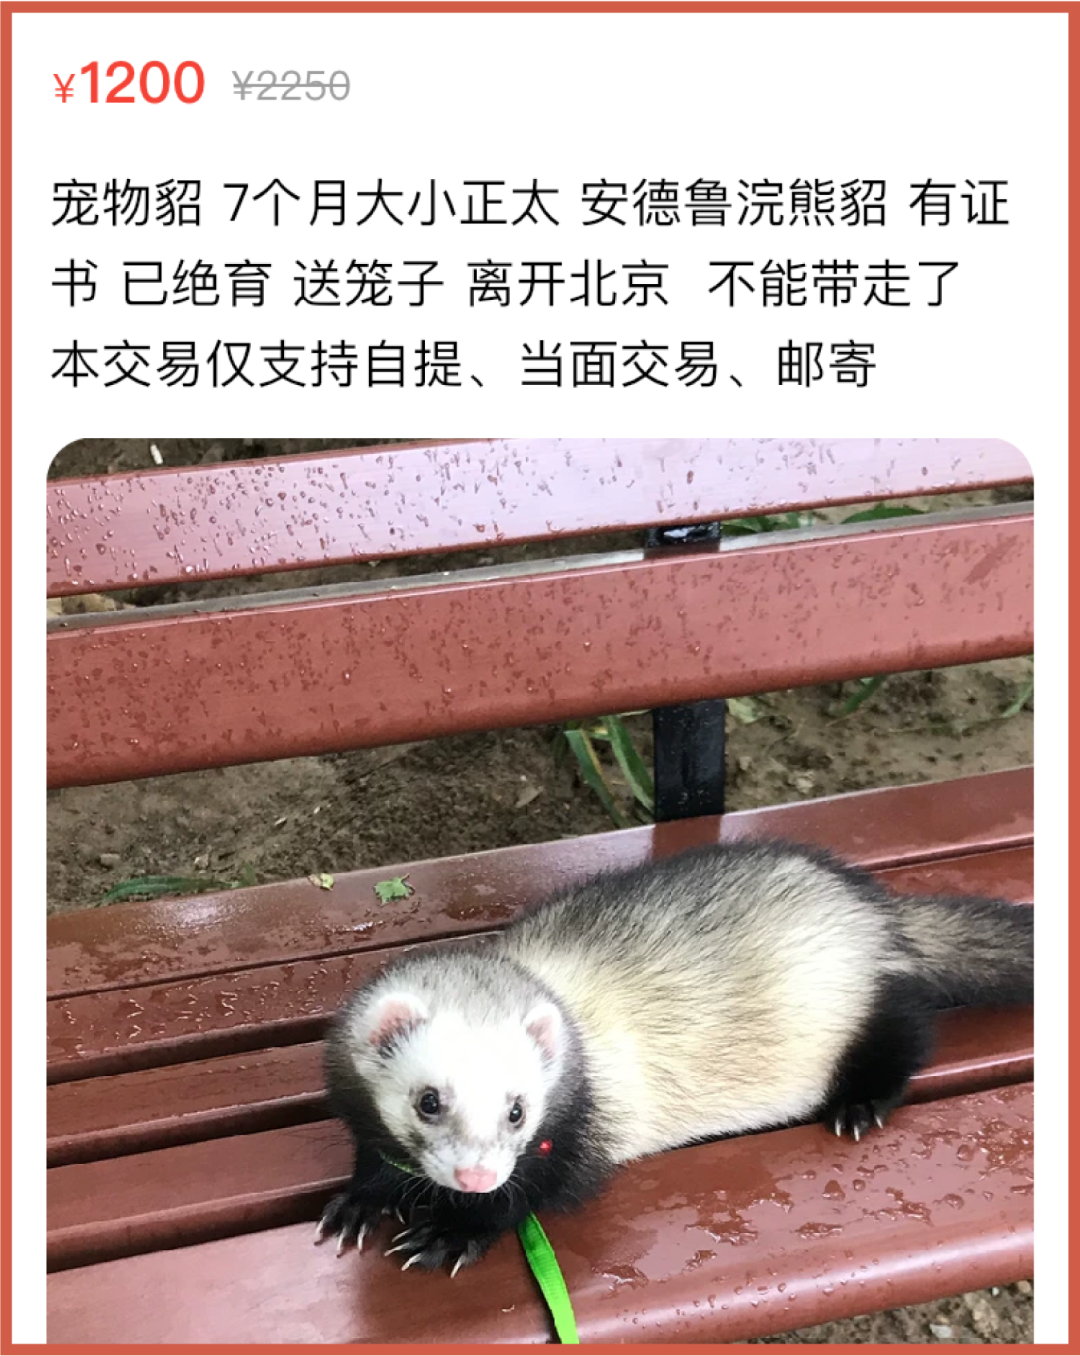 ¥1200 ¥2250
宠物貂 7个月大小正太 安德鲁浣熊貂 有证
书 已绝育 送笼子 离开北京 不能带走了
本交易仅支持自提、当面交易、邮寄